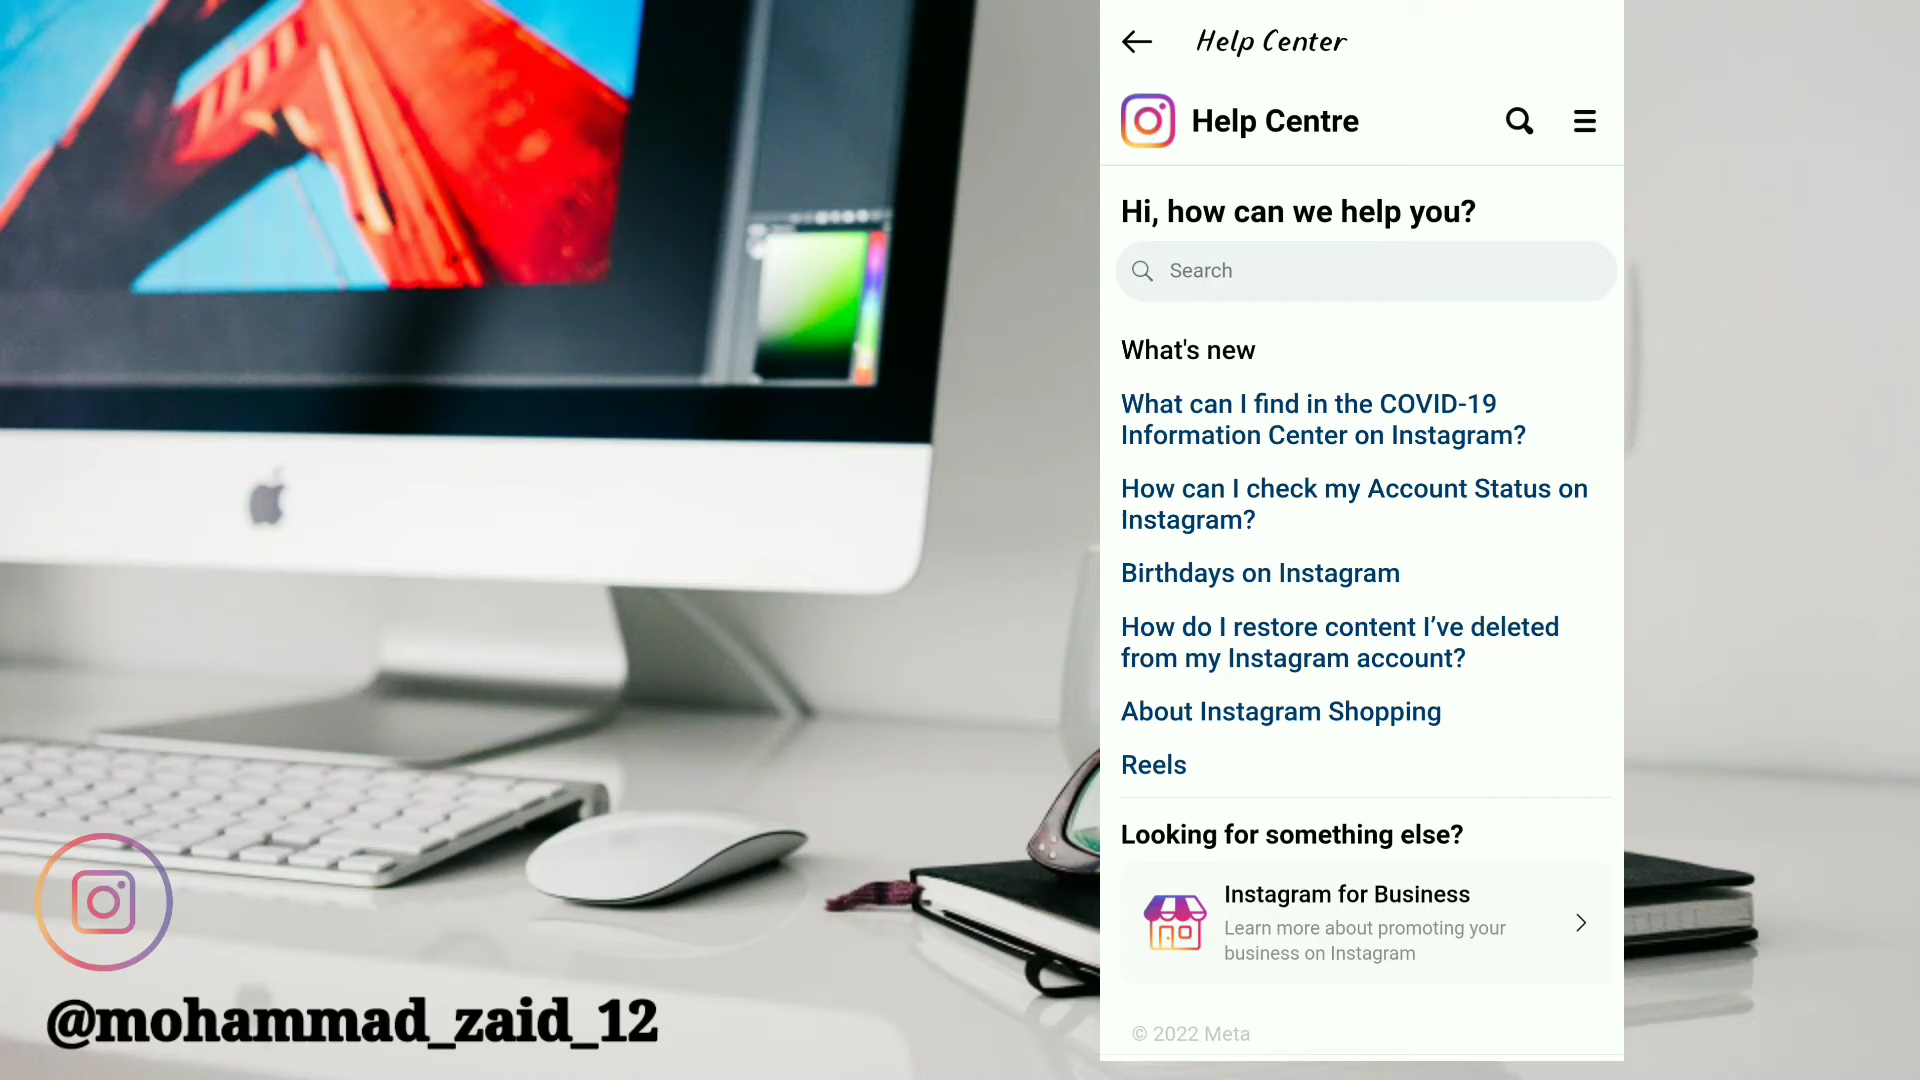 Help Center
Help Centre
Hi, how can we help you?
Search
What's new
What can I find in the COVID-19
Information Center on Instagram?
How can I check my Account Status on
Instagram?
Birthdays on Instagram
How do I restore content I’ve deleted
from my Instagram account?
About Instagram Shopping
Reels
Looking for something else?
Instagram for Business
Learn more about promoting your
business on Instagram
© 2022 Meta
@mohammad_zaid_12